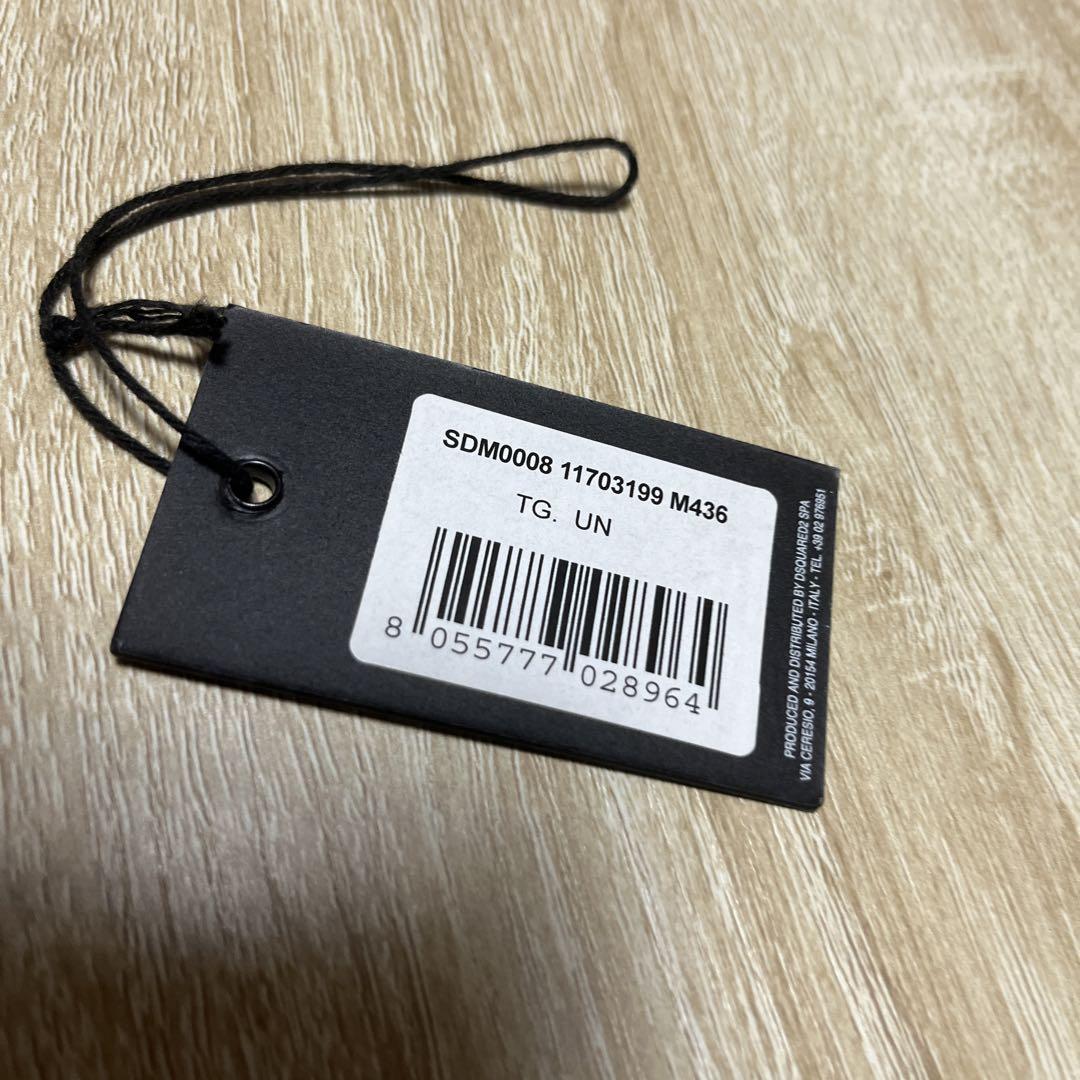 SDM0008 11703199 M436
TG. UN
8 055777 028964
PRODUCED AND DISTRIBUTED BY DSQUARED2 SPA
VIA CERESIO, 9 - 20154 MILANO - ITALY - TEL. +39 02 976951